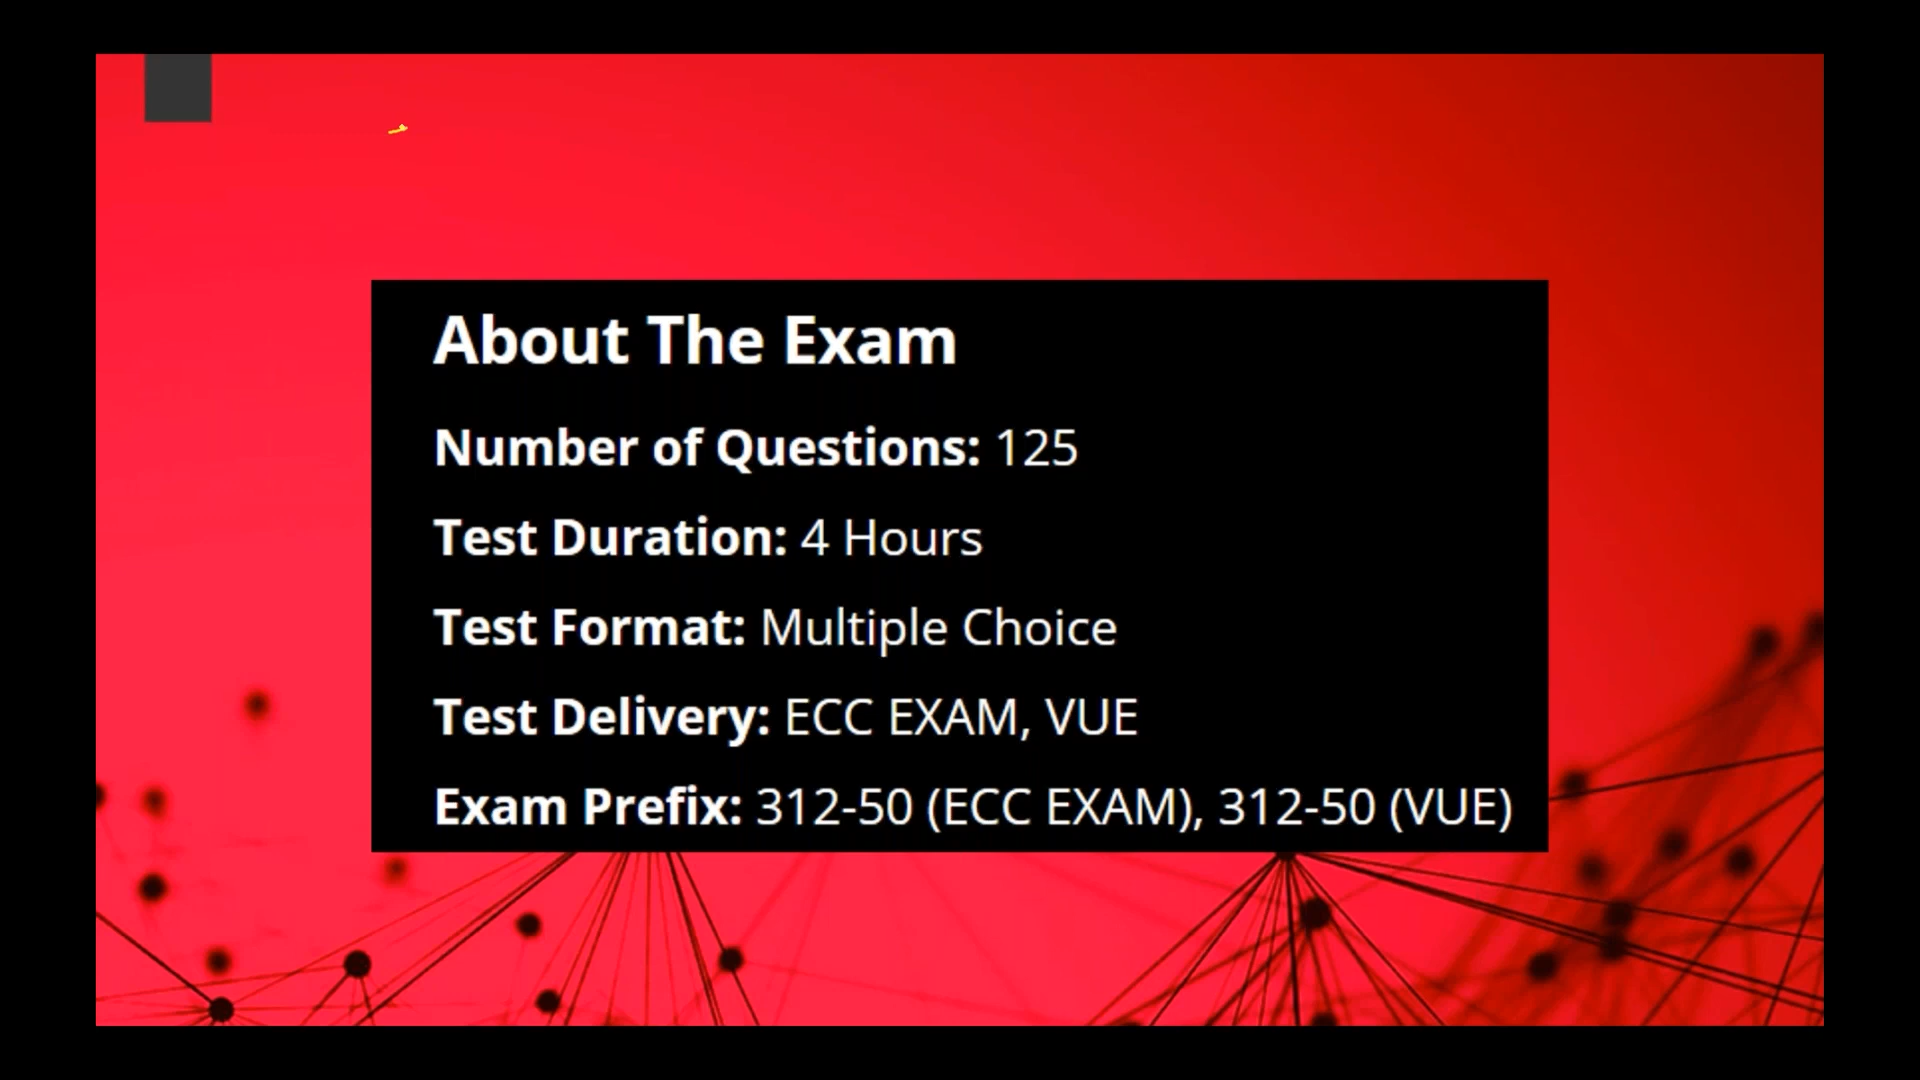 About The Exam
Number of Questions: 125
Test Duration: 4 Hours
Test Format: Multiple Choice
Test Delivery: ECC EXAM, VUE
Exam Prefix: 312-50 (ECC EXAM), 312-50 (VUE)